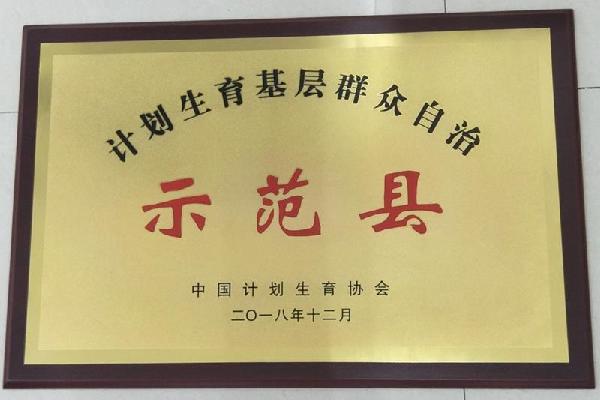 计划生育基层群众自治
示范县
中国计划生育协会
二〇一八年十二月